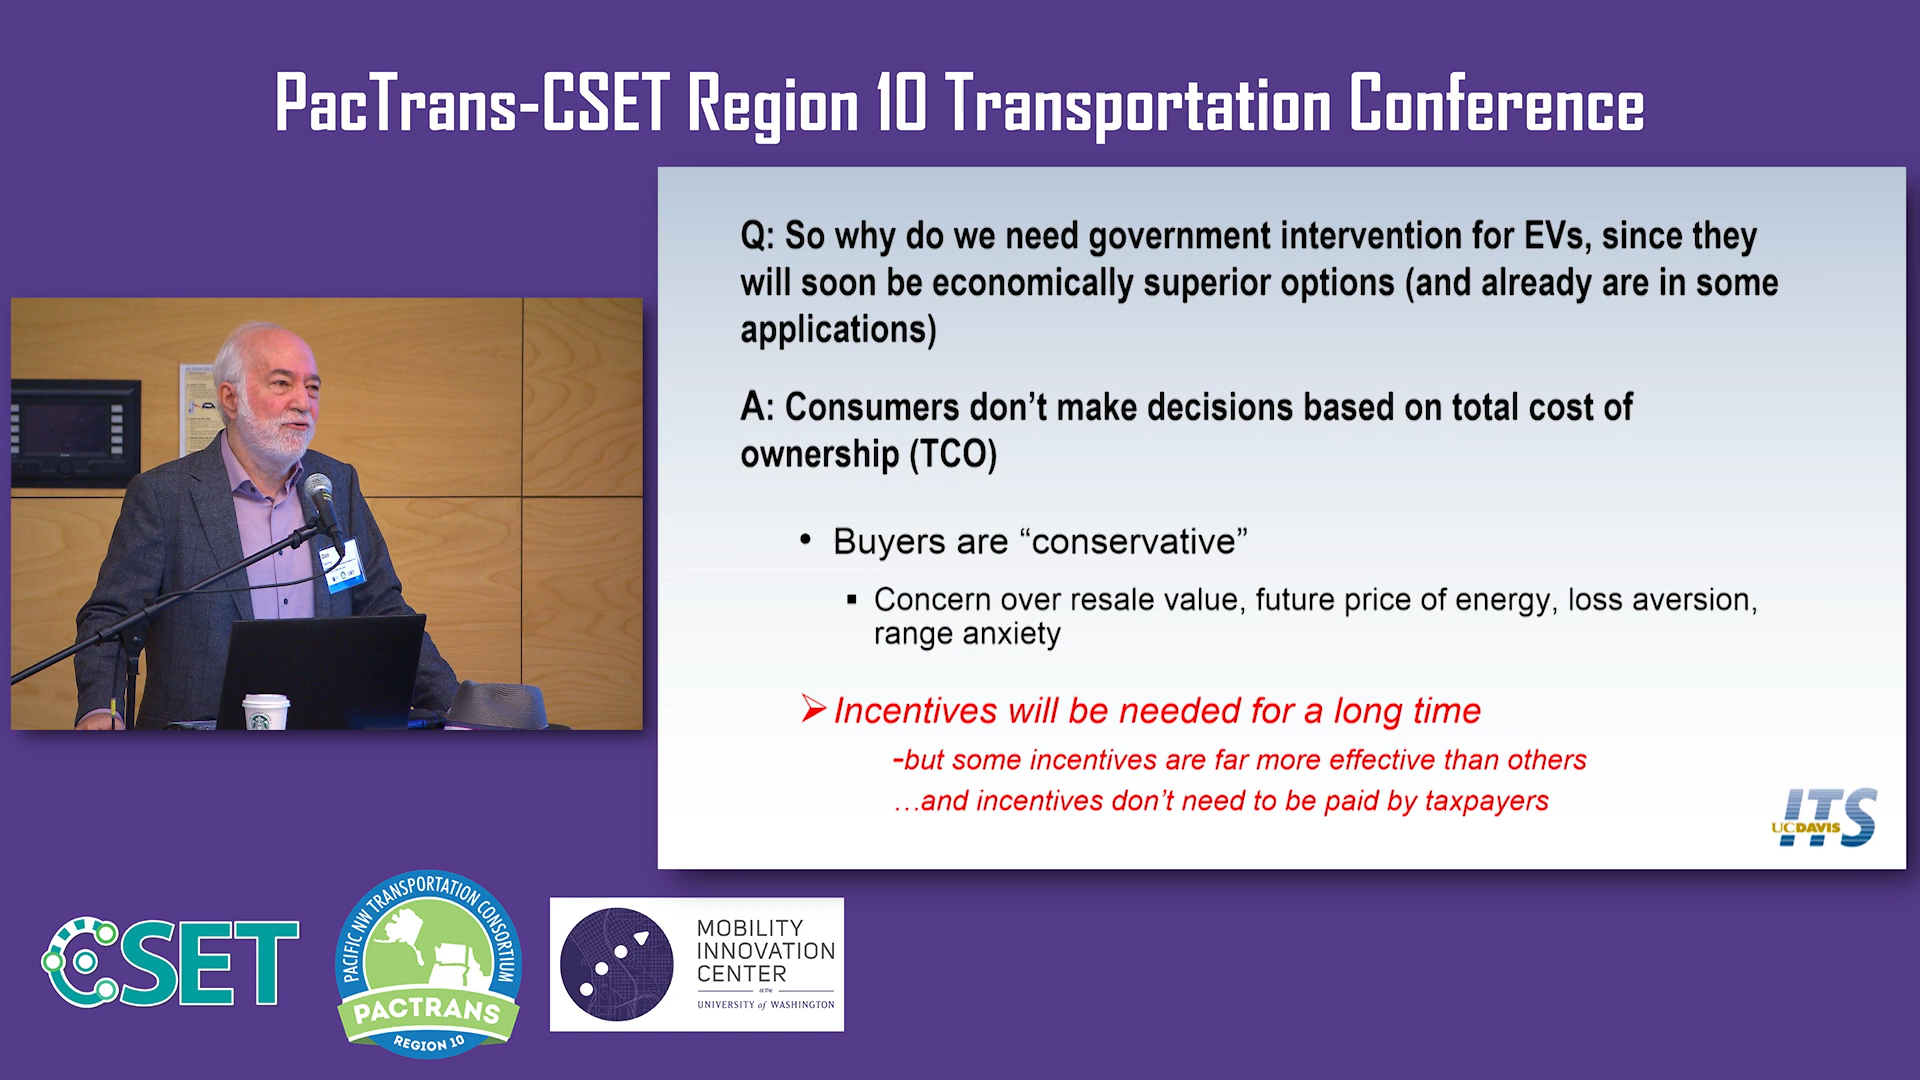 PacTrans-CSET Region 10 Transportation Conference
Q: So why do we need government intervention for EVs, since they
will soon be economically superior options (and already are in some
applications)
A: Consumers don’t make decisions based on total cost of
ownership (TCO)
• Buyers are “conservative”
▪ Concern over resale value, future price of energy, loss aversion,
range anxiety
➢ Incentives will be needed for a long time
-but some incentives are far more effective than others
…and incentives don’t need to be paid by taxpayers
ITS
UCDAVIS
Dan
CSET
PACIFIC NW TRANSPORTATION CONSORTIUM
PACTRANS
REGION 10
MOBILITY
INNOVATION
CENTER
at the
UNIVERSITY of WASHINGTON